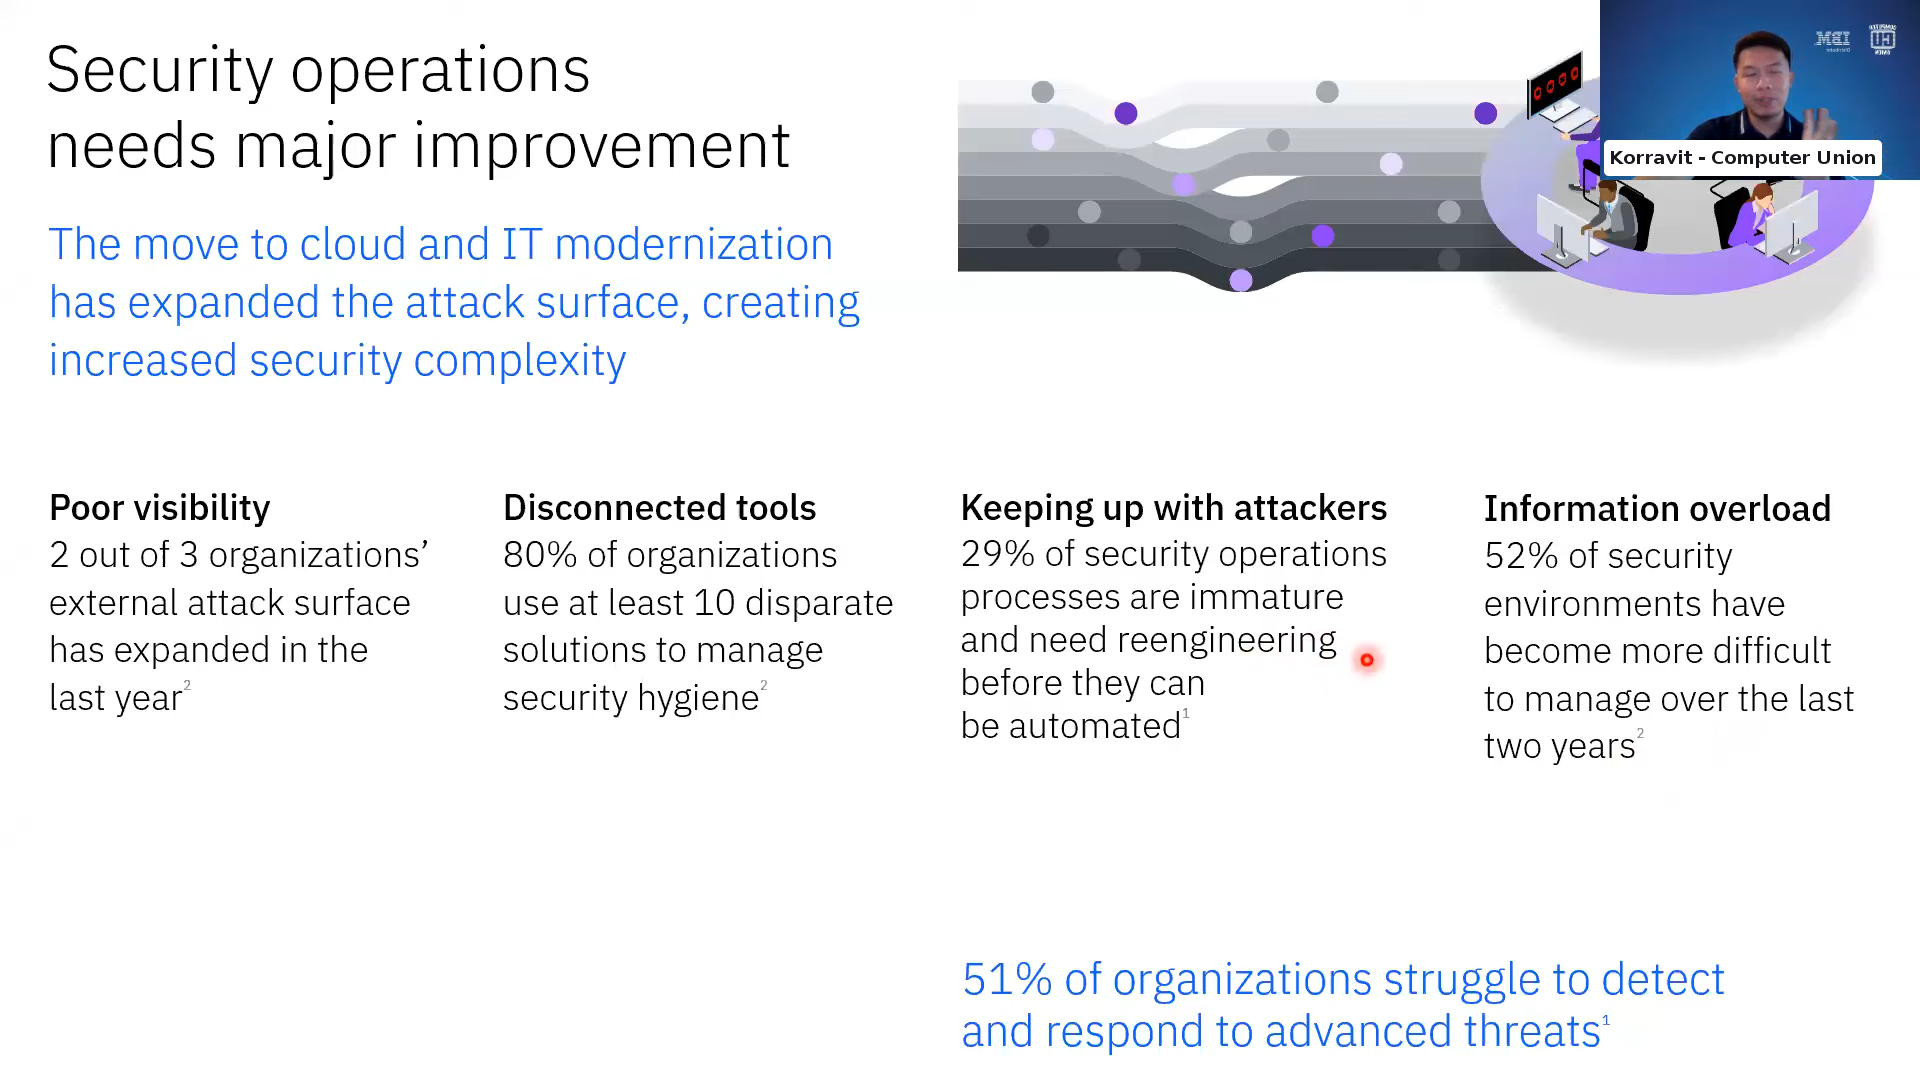 Security operations
needs major improvement
The move to cloud and IT modernization
has expanded the attack surface, creating
increased security complexity
IBM
Korravit - Computer Union
Poor visibility
2 out of 3 organizations’
external attack surface
has expanded in the
last year2
Disconnected tools
80% of organizations
use at least 10 disparate
solutions to manage
security hygiene2
Keeping up with attackers
29% of security operations
processes are immature
and need reengineering
before they can
be automated1
Information overload
52% of security
environments have
become more difficult
to manage over the last
two years2
51% of organizations struggle to detect
and respond to advanced threats1